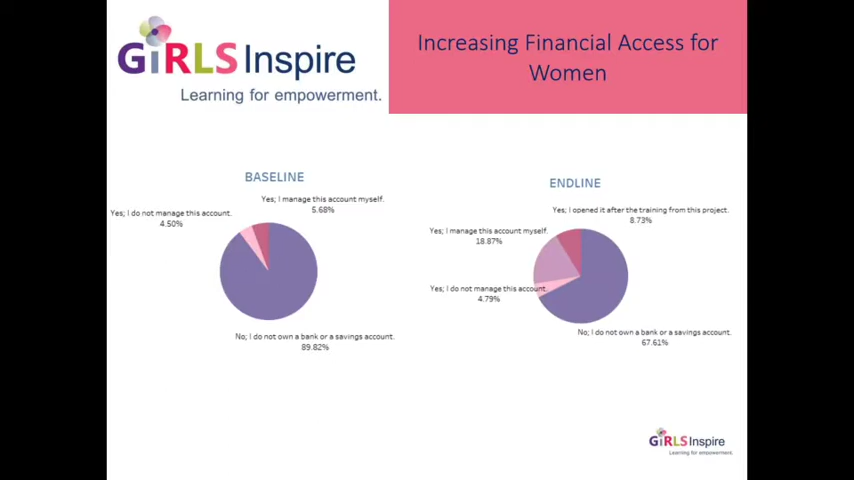 GiRLS Inspire
Learning for empowerment.
Increasing Financial Access for
Women
BASELINE
Yes; I manage this account myself.
5.68%
Yes; I do not manage this account.
4.50%
No; I do not own a bank or a savings account.
89.82%
ENDLINE
Yes; I opened it after the training from this project.
8.73%
Yes; I manage this account myself.
18.87%
Yes; I do not manage this account.
4.79%
No; I do not own a bank or a savings account.
67.61%
GiRLS Inspire
Learning for empowerment.